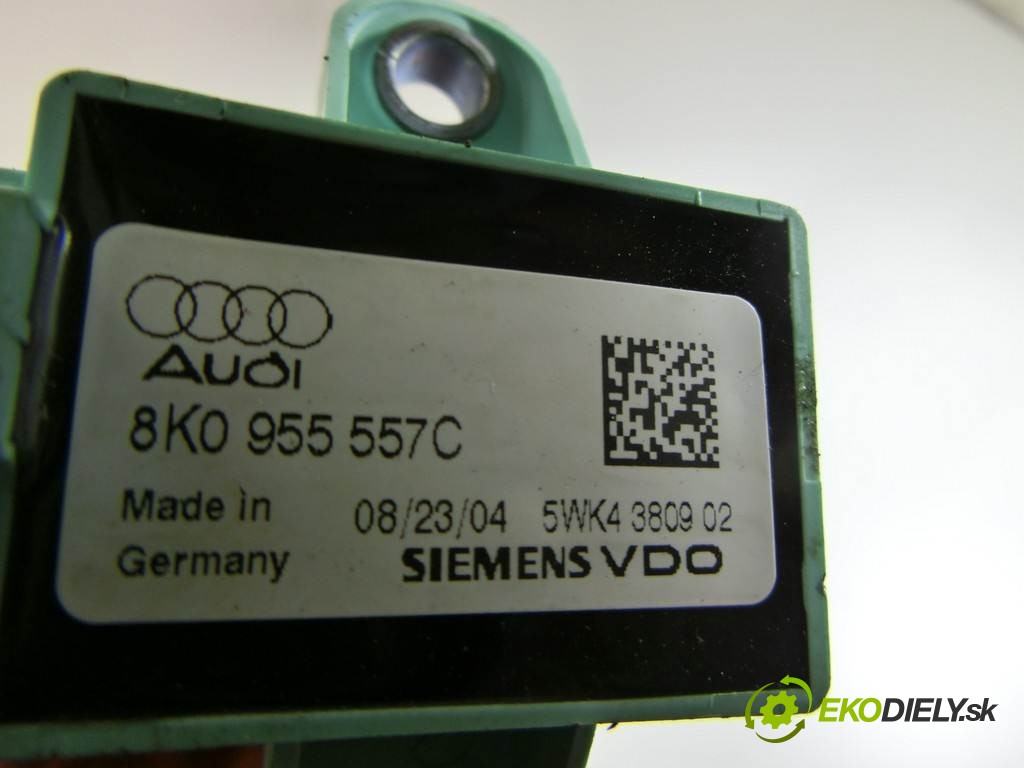 Audi
8K0 955 557C
Made in Germany
08/23/04 5WK4 3809 02
SIEMENS VDO
EKODIELY.sk